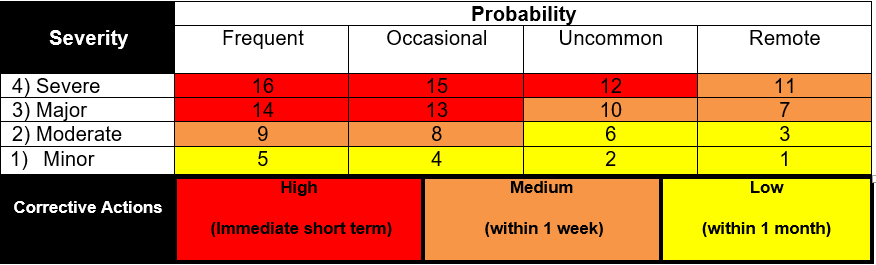 Severity Probability
Frequent Occasional Uncommon Remote
4) Severe 16 15 12 11
3) Major 14 13 10 7
2) Moderate 9 8 6 3
1) Minor 5 4 2 1
Corrective Actions
High
(Immediate short term)
Medium
(within 1 week)
Low
(within 1 month)